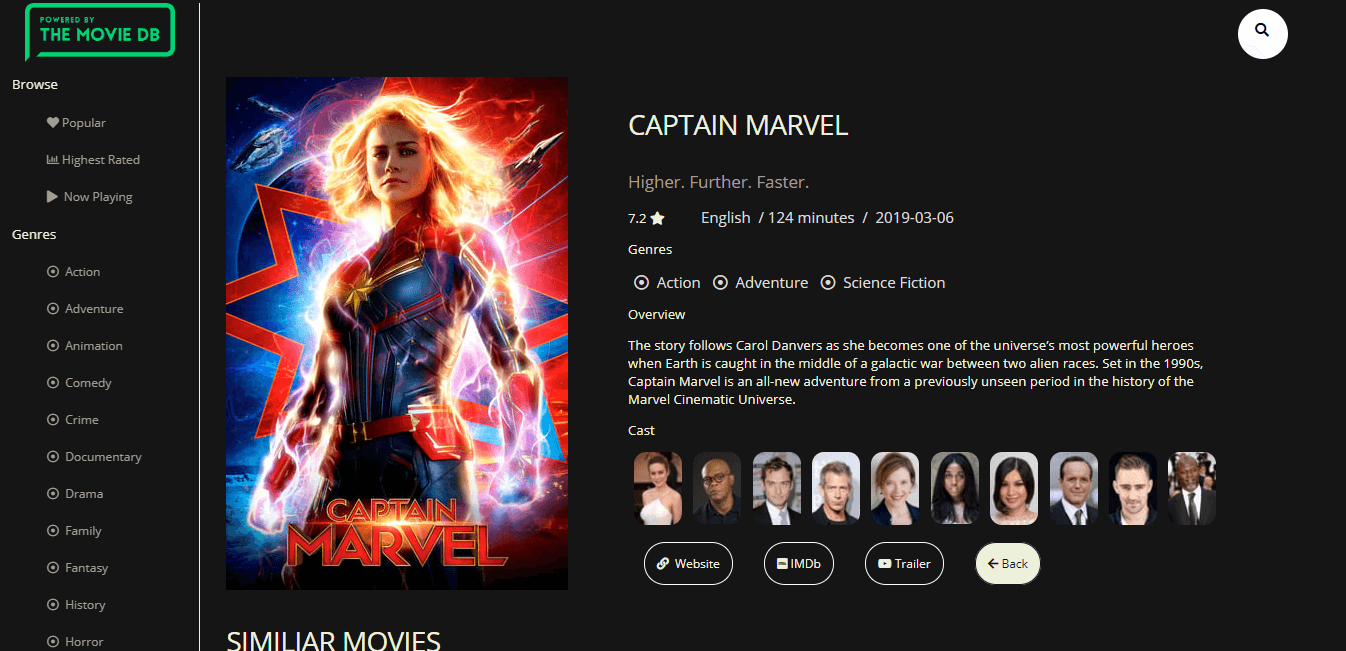 POWERED BY
THE MOVIE DB
Browse
Popular
Highest Rated
Now Playing
Genres
Action
Adventure
Animation
Comedy
Crime
Documentary
Drama
Family
Fantasy
History
Horror
CAPTAIN
MARVEL
CAPTAIN MARVEL
Higher. Further. Faster.
7.2 English / 124 minutes / 2019-03-06
Genres
Action Adventure Science Fiction
Overview
The story follows Carol Danvers as she becomes one of the universe’s most powerful heroes
when Earth is caught in the middle of a galactic war between two alien races. Set in the 1990s,
Captain Marvel is an all-new adventure from a previously unseen period in the history of the
Marvel Cinematic Universe.
Cast
Website IMDb Trailer Back
SIMILIAR MOVIES